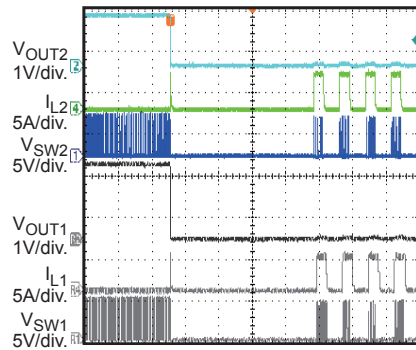 VOUT2
1V/div.
IL2
5A/div.
VSW2
5V/div.
VOUT1
1V/div.
IL1
5A/div.
VSW1
5V/div.